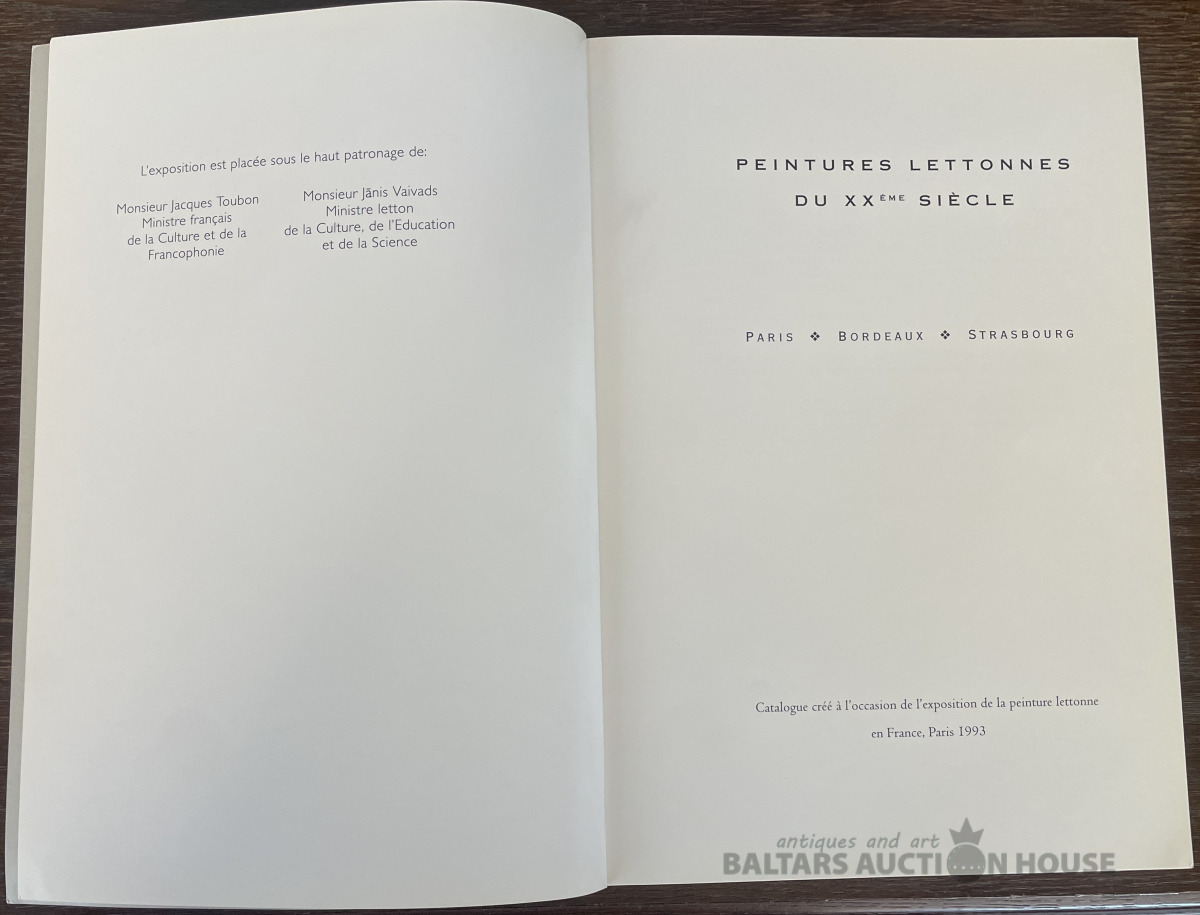 L'exposition est placée sous le haut patronage de:
Monsieur Jacques Toubon
Ministre français
de la Culture et de la
Francophonie
Monsieur Jānis Vaivads
Ministre letton
de la Culture, de l'Education
et de la Science
PEINTURES LETTONNES
DU XXÈME SIÈCLE
PARIS ❖ BORDEAUX ❖ STRASBOURG
Catalogue créé à l'occasion de l'exposition de la peinture lettonne
en France, Paris 1993
antiques and art
BALTARS AUCTION HOUSE